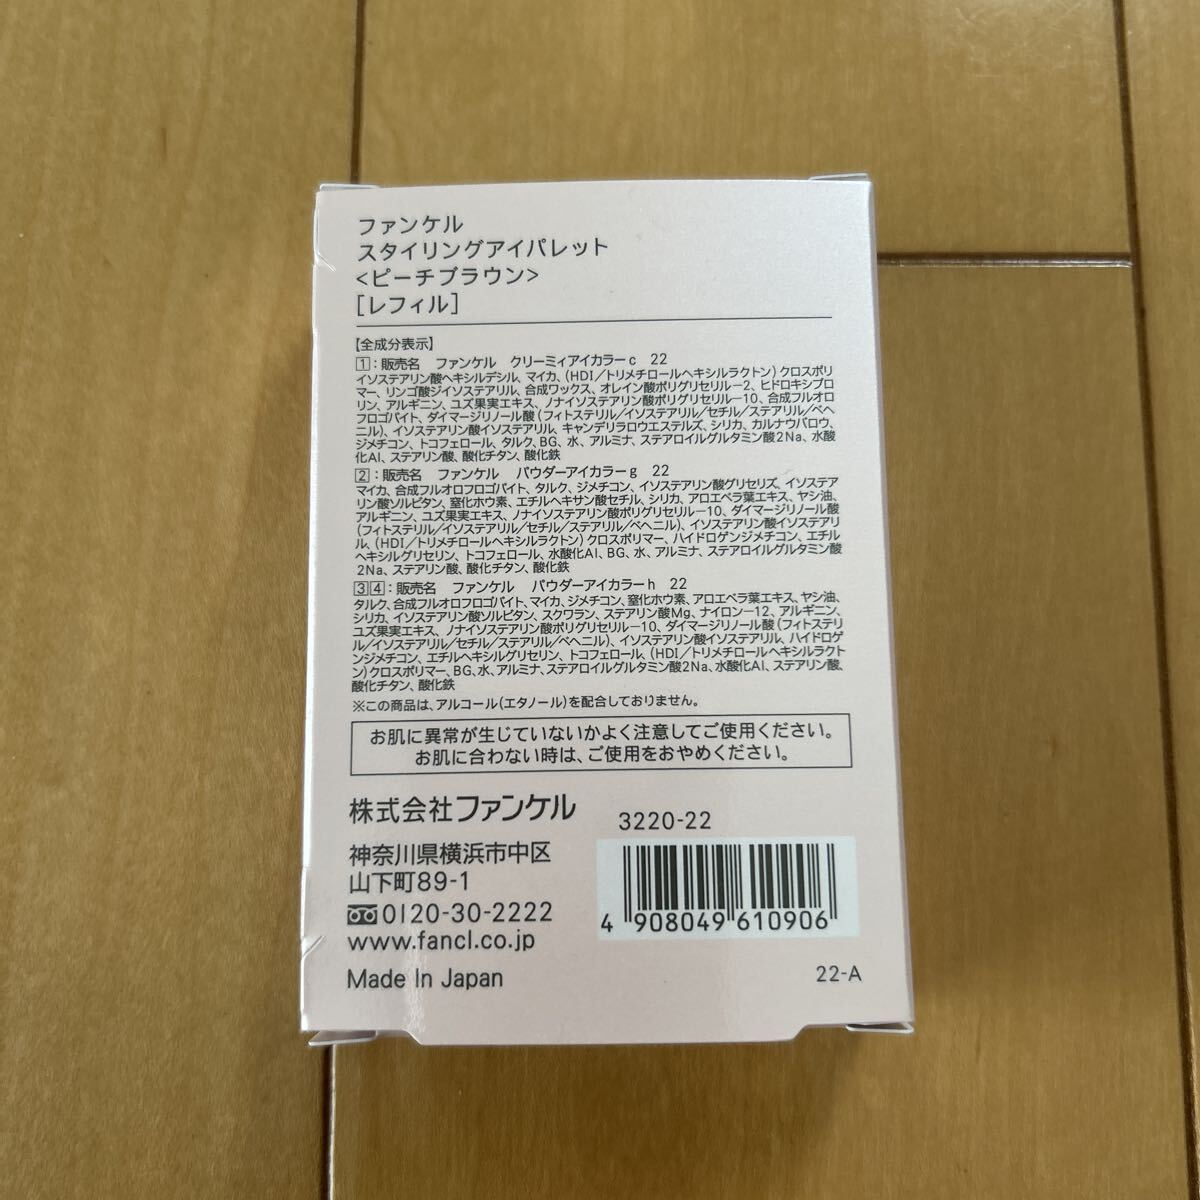 ファンケル
スタイリングアイパレット
<ピーチブラウン>
[レフィル]
【全成分表示】
1:販売名 ファンケル クリーミィアイカラーc 22
イソステアリン酸ヘキシルデシル、マイカ、(HDI/トリメチロールヘキシルラクトン)クロスポリ
マー、リンゴ酸ジイソステアリル、合成ワックス、オレイン酸ポリグリセリル-2、ヒドロキシプロ
リン、アルギニン、ユズ果実エキス、ノナイソステアリン酸ポリグリセリル-10、合成フルオロ
フロゴパイト、ダイマージリノール酸(フィトステリル/イソステアリル/セチル/ステアリル/ベヘ
ニル)、イソステアリン酸イソステアリル、キャンデリラロウエステルズ、シリカ、カルナウバロウ、
ジメチコン、トコフェロール、タルク、BG、水、アルミナ、ステアロイルグルタミン酸2Na、水酸
化Al、ステアリン酸、酸化チタン、酸化鉄
2:販売名 ファンケル パウダーアイカラーg 22
マイカ、合成フルオロフロゴパイト、タルク、ジメチコン、イソステアリン酸グリセリズ、イソステア
リン酸ソルビタン、窒化ホウ素、エチルヘキサン酸セチル、シリカ、アロエベラ葉エキス、ヤシ油、
アルギニン、ユズ果実エキス、ノナイソステアリン酸ポリグリセリル-10、ダイマージリノール酸
(フィトステリル/イソステアリル/セチル/ステアリル/ベヘニル)、イソステアリン酸イソステアリ
ル、(HDI/トリメチロールヘキシルラクトン)クロスポリマー、ハイドロゲンジメチコン、エチル
ヘキシルグリセリン、トコフェロール、水酸化Al、BG、水、アルミナ、ステアロイルグルタミン酸
2Na、ステアリン酸、酸化チタン、酸化鉄
3 4:販売名 ファンケル パウダーアイカラーh 22
タルク、合成フルオロフロゴパイト、マイカ、ジメチコン、窒化ホウ素、アロエベラ葉エキス、ヤシ油、
シリカ、イソステアリン酸ソルビタン、スクワラン、ステアリン酸Mg、ナイロン-12、アルギニン、
ユズ果実エキス、ノナイソステアリン酸ポリグリセリル-10、ダイマージリノール酸(フィトステリ
ル/イソステアリル/セチル/ステアリル/ベヘニル)、イソステアリン酸イソステアリル、ハイドロゲ
ンジメチコン、エチルヘキシルグリセリン、トコフェロール、(HDI/トリメチロールヘキシルラクト
ン)クロスポリマー、BG、水、アルミナ、ステアロイルグルタミン酸2Na、水酸化Al、ステアリン酸、
酸化チタン、酸化鉄
※この商品は、アルコール(エタノール)を配合しておりません。
お肌に異常が生じていないかよく注意してご使用ください。
お肌に合わない時は、ご使用をおやめください。
株式会社ファンケル
3220-22
神奈川県横浜市中区
山下町89-1
0120-30-2222
www.fancl.co.jp
4 908049 610906
Made In Japan
22-A